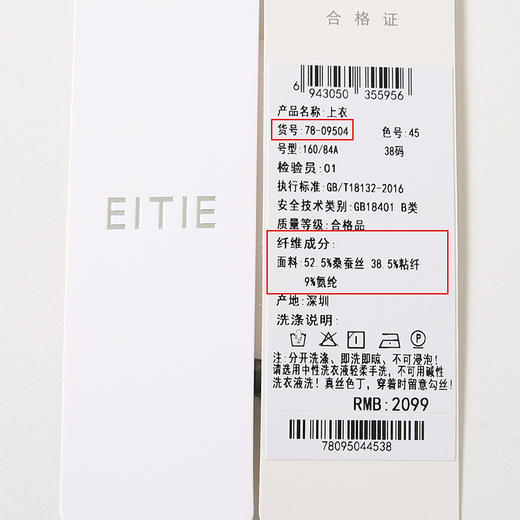 EITIE
合格证
6 943050 355956
产品名称:上衣
货号:78-09504 色号:45
号型:160/84A 38码
检验员:01
执行标准:GB/T18132-2016
安全技术类别:GB18401 B类
质量等级:合格品
纤维成分:
面料:52.5%桑蚕丝 38.5%粘纤
9%氨纶
产地:深圳
洗涤说明:
注:分开洗涤、即洗即晾、不可浸泡!
请选用中性洗衣液轻柔手洗,不可用碱性
洗衣液洗!真丝色丁,穿着时留意勾丝!
RMB:2099
78095044538